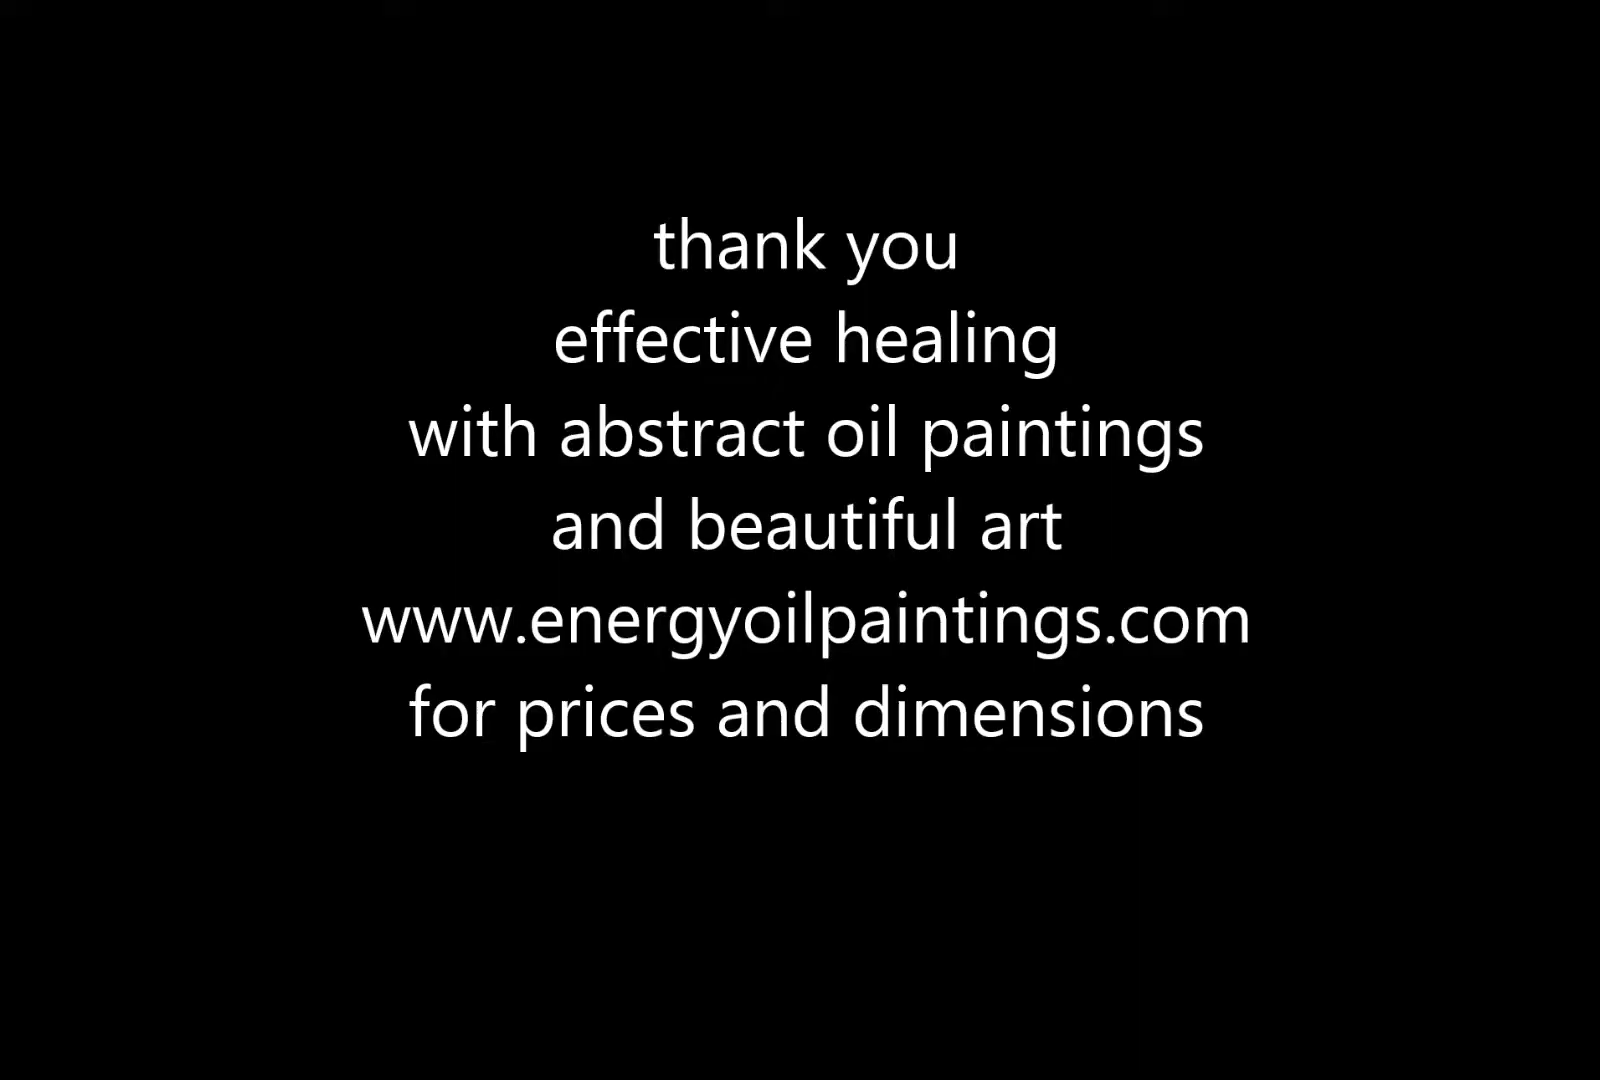 thank you
effective healing
with abstract oil paintings
and beautiful art
www.energyoilpaintings.com
for prices and dimensions